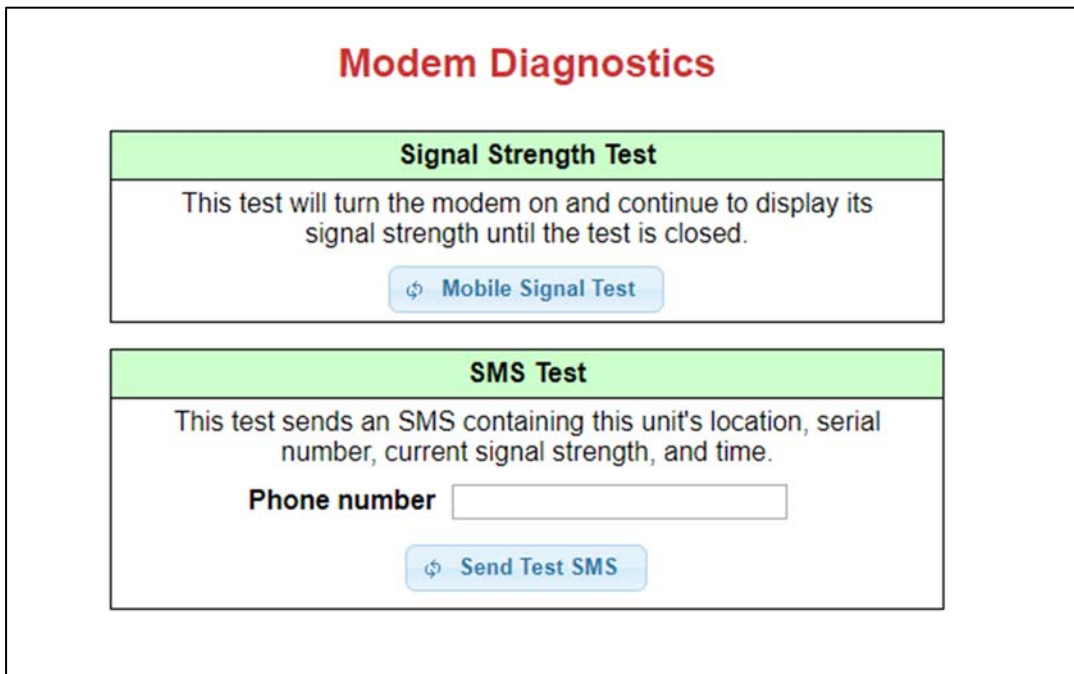 Modem Diagnostics
Signal Strength Test
This test will turn the modem on and continue to display its
signal strength until the test is closed.
Mobile Signal Test
SMS Test
This test sends an SMS containing this unit's location, serial
number, current signal strength, and time.
Phone number
Send Test SMS